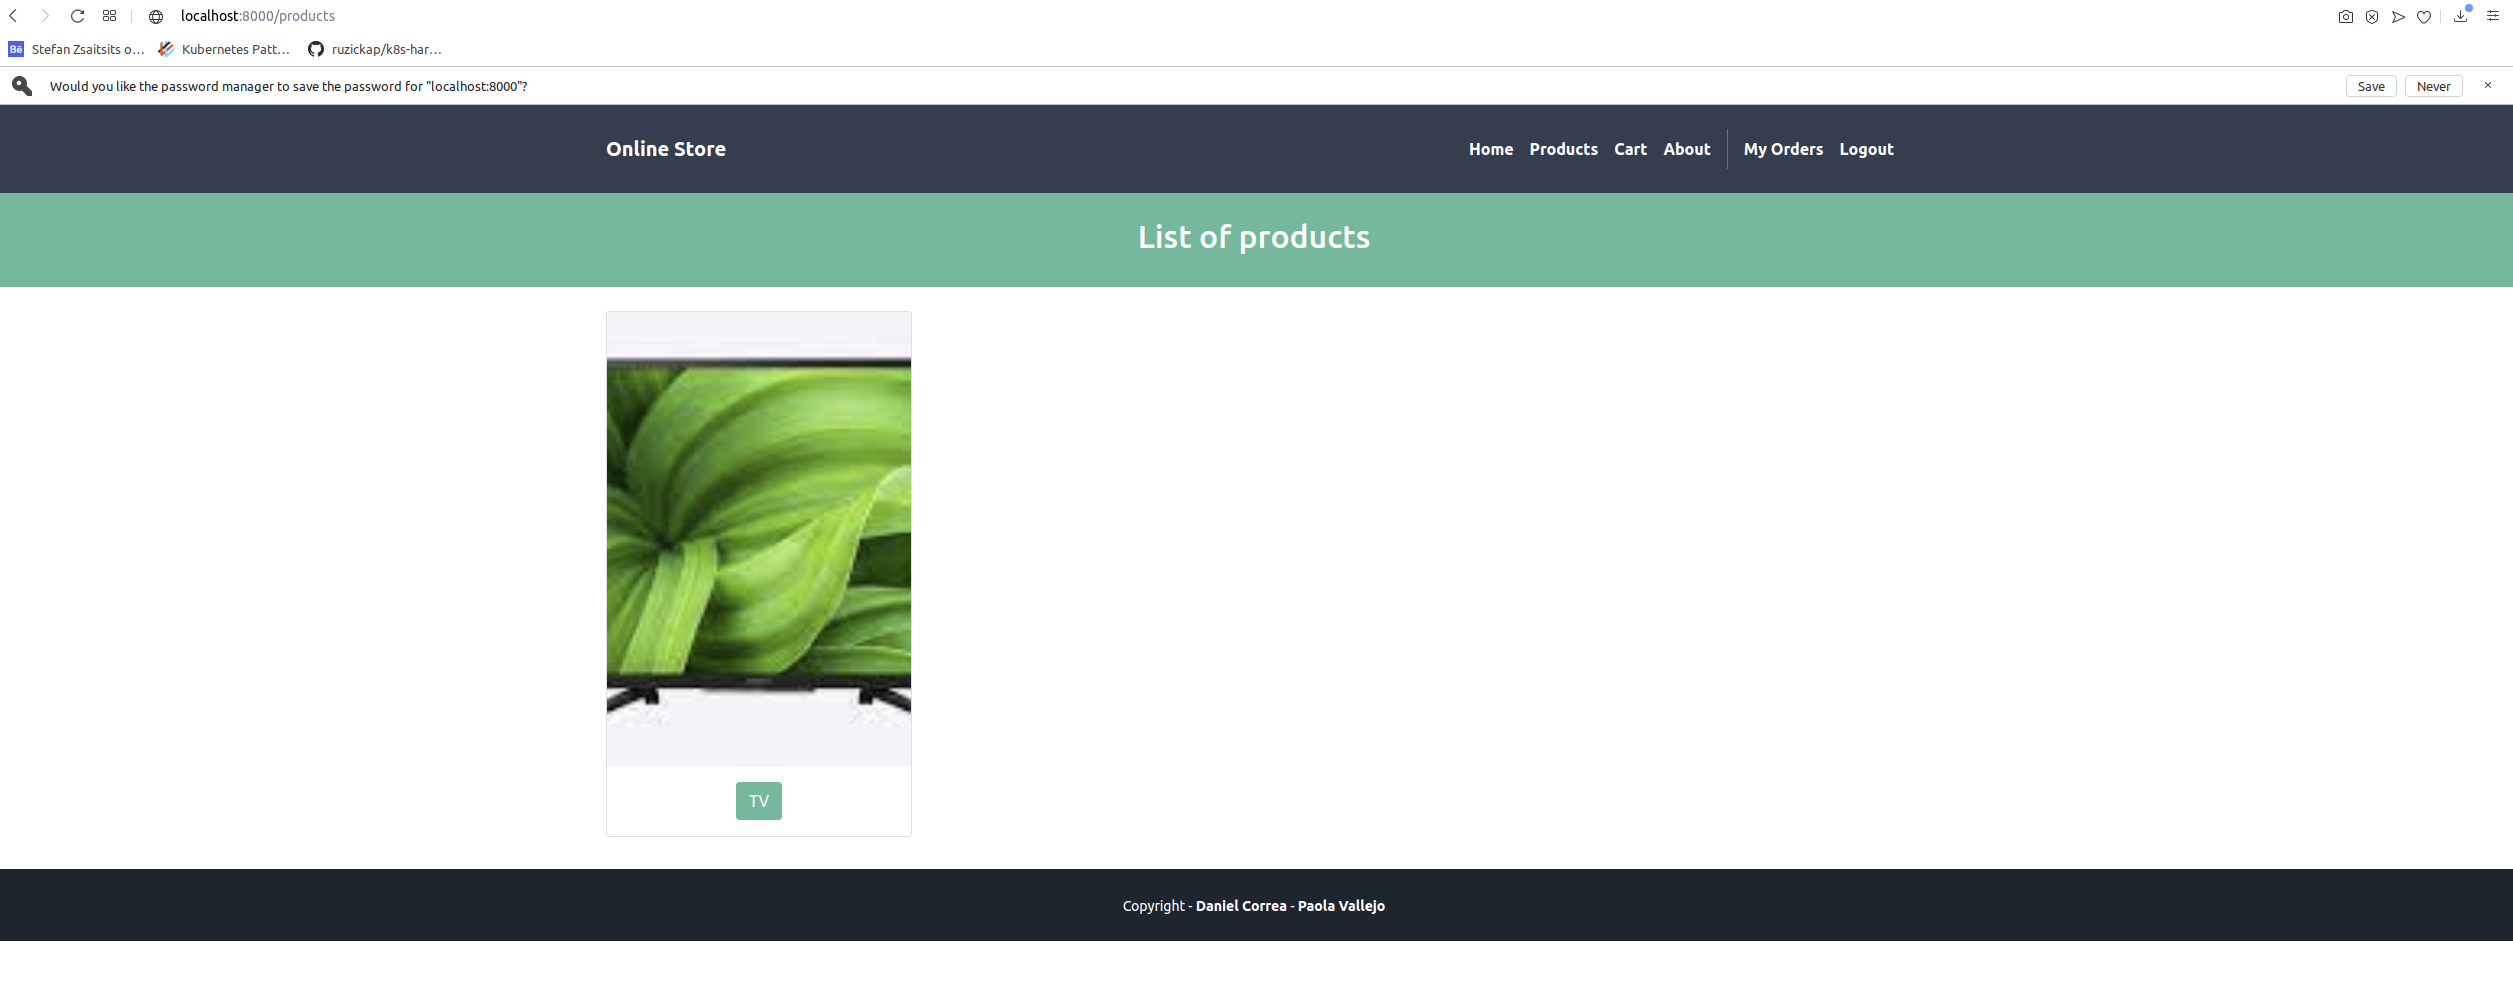 localhost:8000/products
Stefan Zsaitsits o... Kubernetes Patt... ruzickap/k8s-har...
Would you like the password manager to save the password for "localhost:8000"? Save Never
Online Store Home Products Cart About My Orders Logout
List of products
TV
Copyright - Daniel Correa - Paola Vallejo